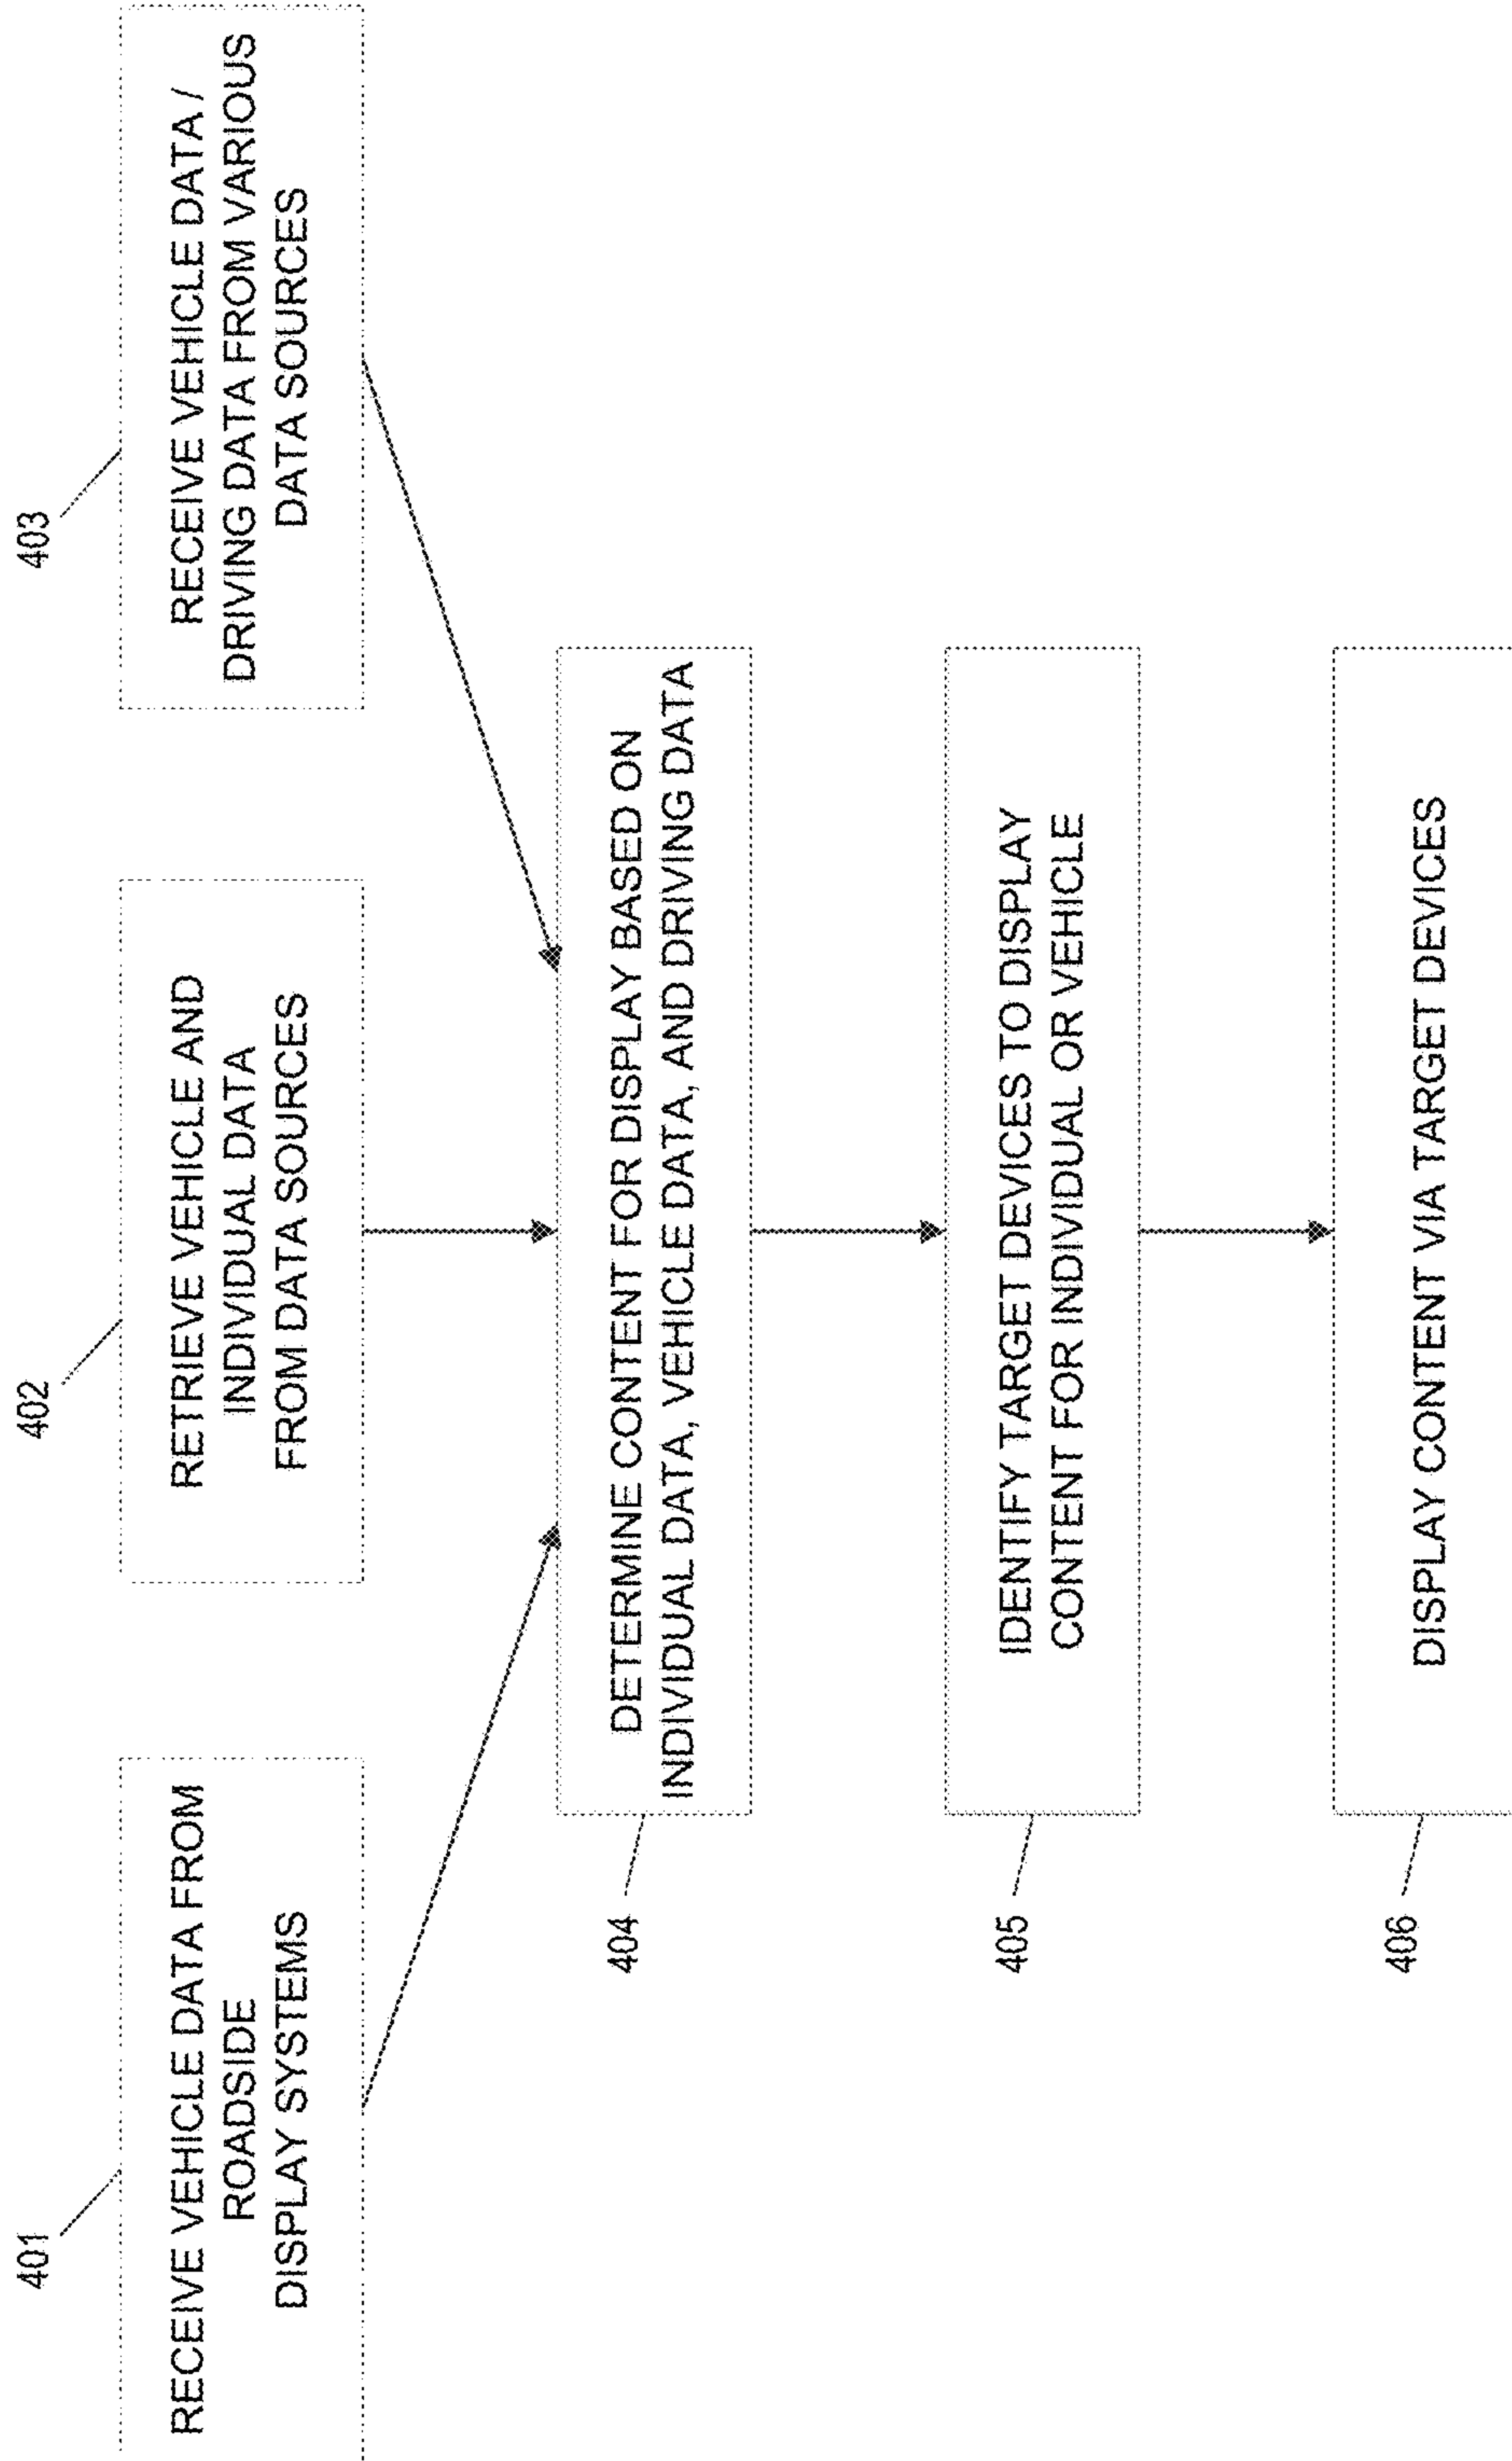 401
RECEIVE VEHICLE DATA FROM
ROADSIDE
DISPLAY SYSTEMS
402
RETRIEVE VEHICLE AND
INDIVIDUAL DATA
FROM DATA SOURCES
403
RECEIVE VEHICLE DATA /
DRIVING DATA FROM VARIOUS
DATA SOURCES
404
DETERMINE CONTENT FOR DISPLAY BASED ON
INDIVIDUAL DATA, VEHICLE DATA, AND DRIVING DATA
405
IDENTIFY TARGET DEVICES TO DISPLAY
CONTENT FOR INDIVIDUAL OR VEHICLE
406
DISPLAY CONTENT VIA TARGET DEVICES